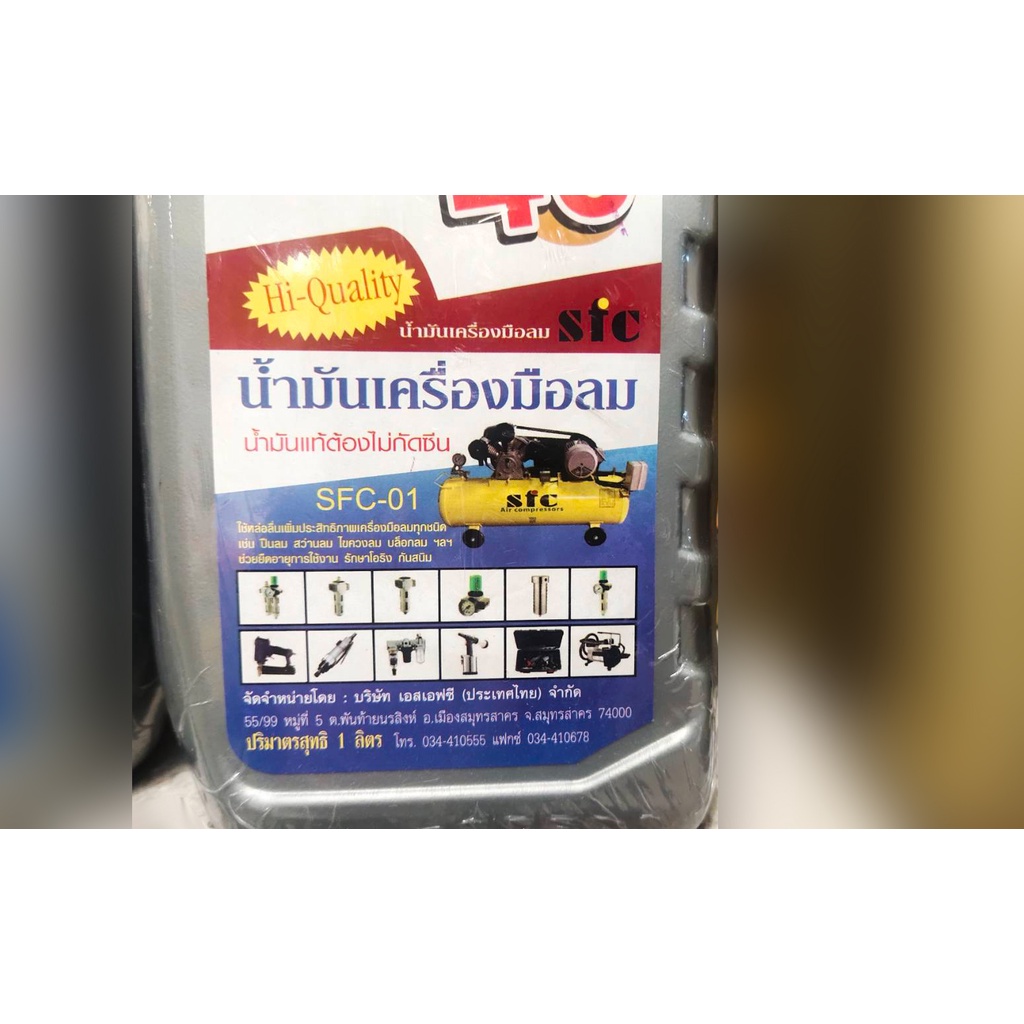 Hi-Quality
น้ำมันเครื่องมือลม sfc
น้ำมันเครื่องมือลม
น้ำมันแท้ต้องไม่กัดซีน
SFC-01
sfc
Air compressors
ใช้หล่อลื่นเพิ่มประสิทธิภาพเครื่องมือลมทุกชนิด
เช่น ปืนลม สว่านลม ไขควงลม บล็อกลม ฯลฯ
ช่วยยืดอายุการใช้งาน รักษาโอริง กันสนิม
จัดจำหน่ายโดย : บริษัท เอสเอฟซี (ประเทศไทย) จำกัด
55/99 หมู่ที่ 5 ต.พันท้ายนรสิงห์ อ.เมืองสมุทรสาคร จ.สมุทรสาคร 74000
ปริมาตรสุทธิ 1 ลิตร โทร. 034-410555 แฟกซ์ 034-410678